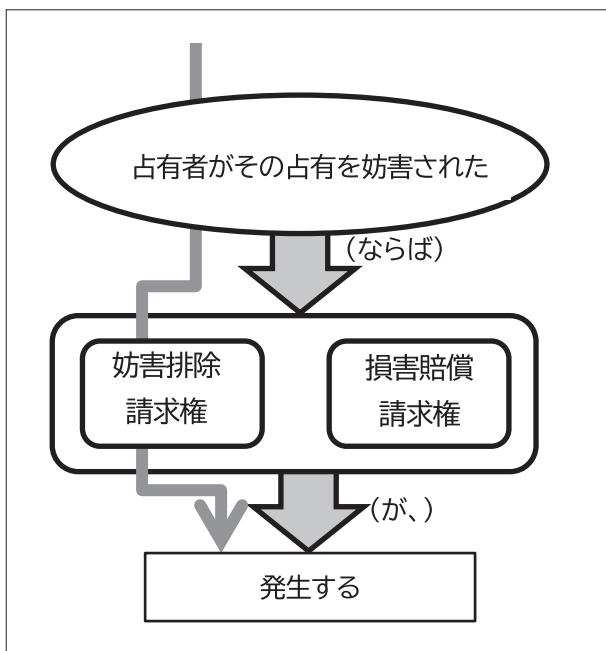 占有者がその占有を妨害された
（ならば）
妨害排除
請求権
損害賠償
請求権
（が、）
発生する